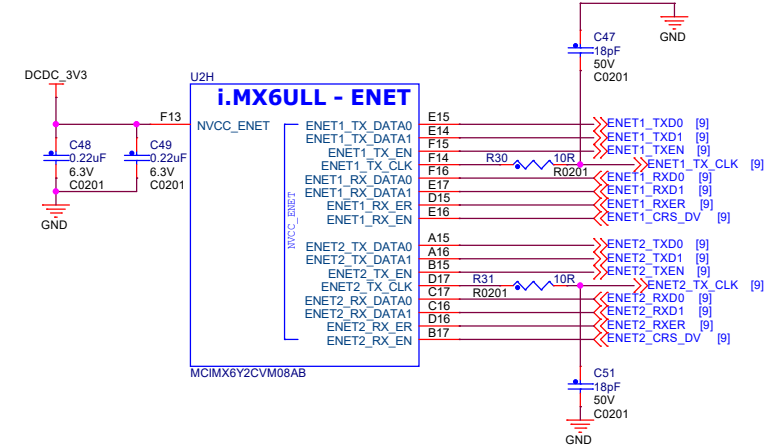 GND
C47
18pF
50V
C0201
DCDC_3V3
U2H
i.MX6ULL - ENET
F13
NVCC_ENET
NVCC_ENET
C48
0.22uF
6.3V
C0201
C49
0.22uF
6.3V
C0201
GND
ENET1_TX_DATA0 E15 ENET1_TXD0 [9]
ENET1_TX_DATA1 E14 ENET1_TXD1 [9]
ENET1_TX_EN F15 ENET1_TXEN [9]
ENET1_TX_CLK F14 R30 10R R0201 ENET1_TX_CLK [9]
ENET1_RX_DATA0 F16 ENET1_RXD0 [9]
ENET1_RX_DATA1 E17 ENET1_RXD1 [9]
ENET1_RX_ER D15 ENET1_RXER [9]
ENET1_RX_EN E16 ENET1_CRS_DV [9]
ENET2_TX_DATA0 A15 ENET2_TXD0 [9]
ENET2_TX_DATA1 A16 ENET2_TXD1 [9]
ENET2_TX_EN B15 ENET2_TXEN [9]
ENET2_TX_CLK D17 R31 10R R0201 ENET2_TX_CLK [9]
ENET2_RX_DATA0 C17 ENET2_RXD0 [9]
ENET2_RX_DATA1 C16 ENET2_RXD1 [9]
ENET2_RX_ER D16 ENET2_RXER [9]
ENET2_RX_EN B17 ENET2_CRS_DV [9]
MCIMX6Y2CVM08AB
C51
18pF
50V
C0201
GND